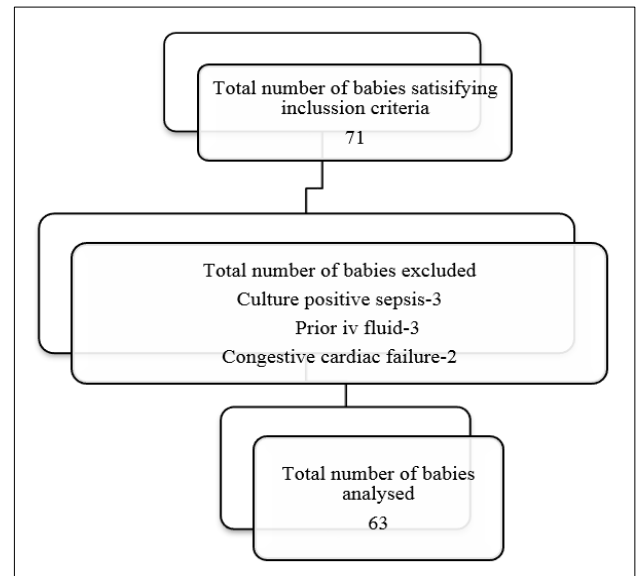 Total number of babies satisifying
inclussion criteria
71
Total number of babies excluded
Culture positive sepsis-3
Prior iv fluid-3
Congestive cardiac failure-2
Total number of babies
analysed
63